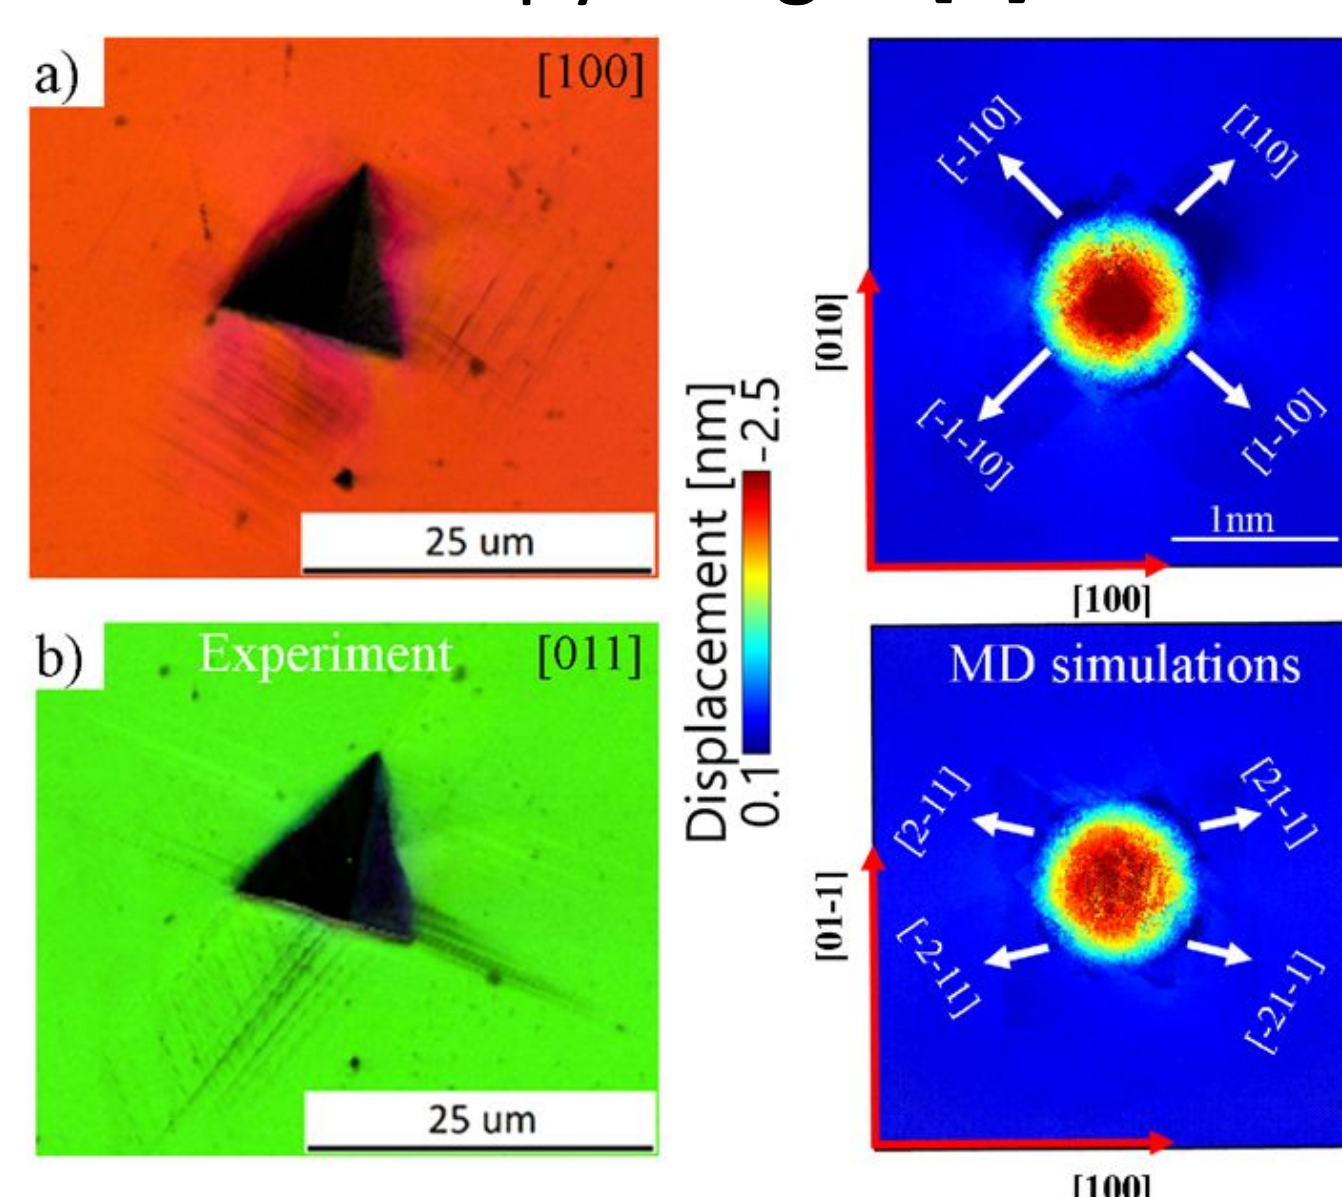 a)
[100]
[-110]
[110]
[010]
[-1-10]
[1-10]
1nm
[100]
25 um
Displacement [nm]
-2.5
0.1
b)
Experiment
[011]
MD simulations
[2-11]
[21-1]
[01-1]
[-2-11]
[-21-1]
25 um
[100]